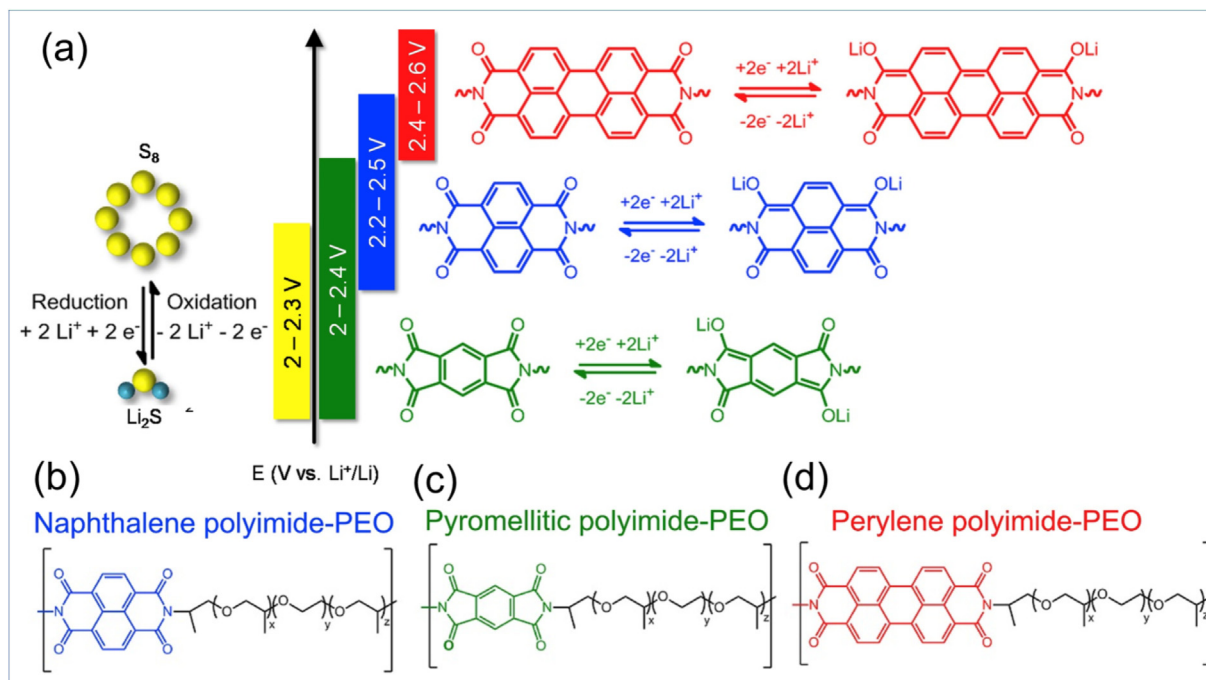 (a)
S₈
Reduction
Oxidation
+ 2 Li⁺ + 2 e⁻
- 2 Li⁺ - 2 e⁻
Li₂S
2
2 – 2.3 V
2 – 2.4 V
2.2 – 2.5 V
2.4 – 2.6 V
E (V vs. Li⁺/Li)
O
O
N
N
O
O
+2e⁻ +2Li⁺
-2e⁻ -2Li⁺
LiO
OLi
N
N
O
O
O
O
N
N
O
O
+2e⁻ +2Li⁺
-2e⁻ -2Li⁺
LiO
OLi
N
N
O
O
O
O
N
N
O
O
+2e⁻ +2Li⁺
-2e⁻ -2Li⁺
LiO
O
N
N
O
OLi
(b)
Naphthalene polyimide-PEO
O
O
N
N
O
O
O
x
O
y
O
z
(c)
Pyromellitic polyimide-PEO
O
O
N
N
O
O
O
x
O
y
O
z
(d)
Perylene polyimide-PEO
O
O
N
N
O
O
O
x
O
y
O
z